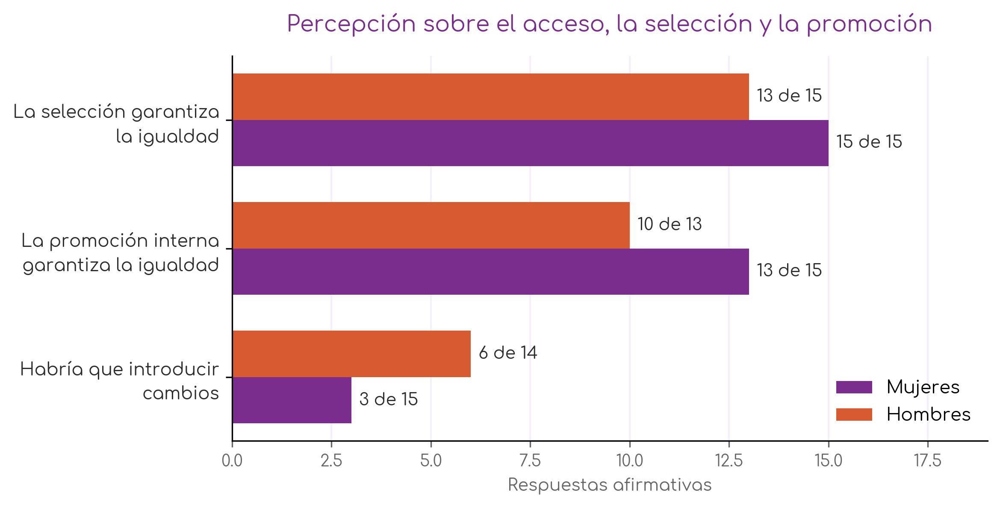 Percepción sobre el acceso, la selección y la promoción
La selección garantiza
la igualdad
13 de 15
15 de 15
La promoción interna
garantiza la igualdad
10 de 13
13 de 15
Habría que introducir
cambios
6 de 14
3 de 15
Mujeres
Hombres
0.0 2.5 5.0 7.5 10.0 12.5 15.0 17.5
Respuestas afirmativas